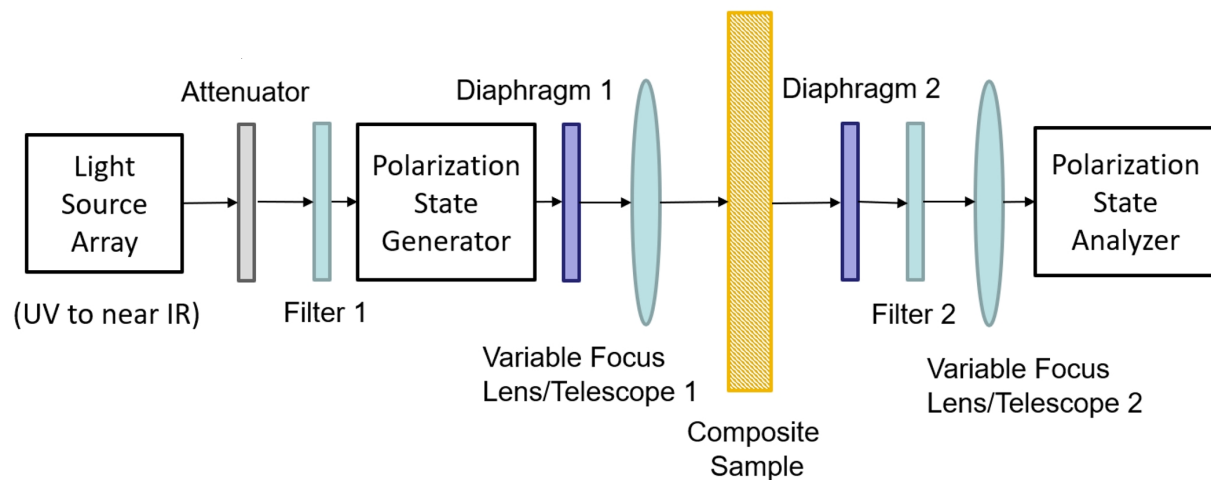 Attenuator
Diaphragm 1
Diaphragm 2
Light
Source
Array
Polarization
State
Generator
Polarization
State
Analyzer
(UV to near IR)
Filter 1
Filter 2
Variable Focus
Lens/Telescope 1
Variable Focus
Lens/Telescope 2
Composite
Sample